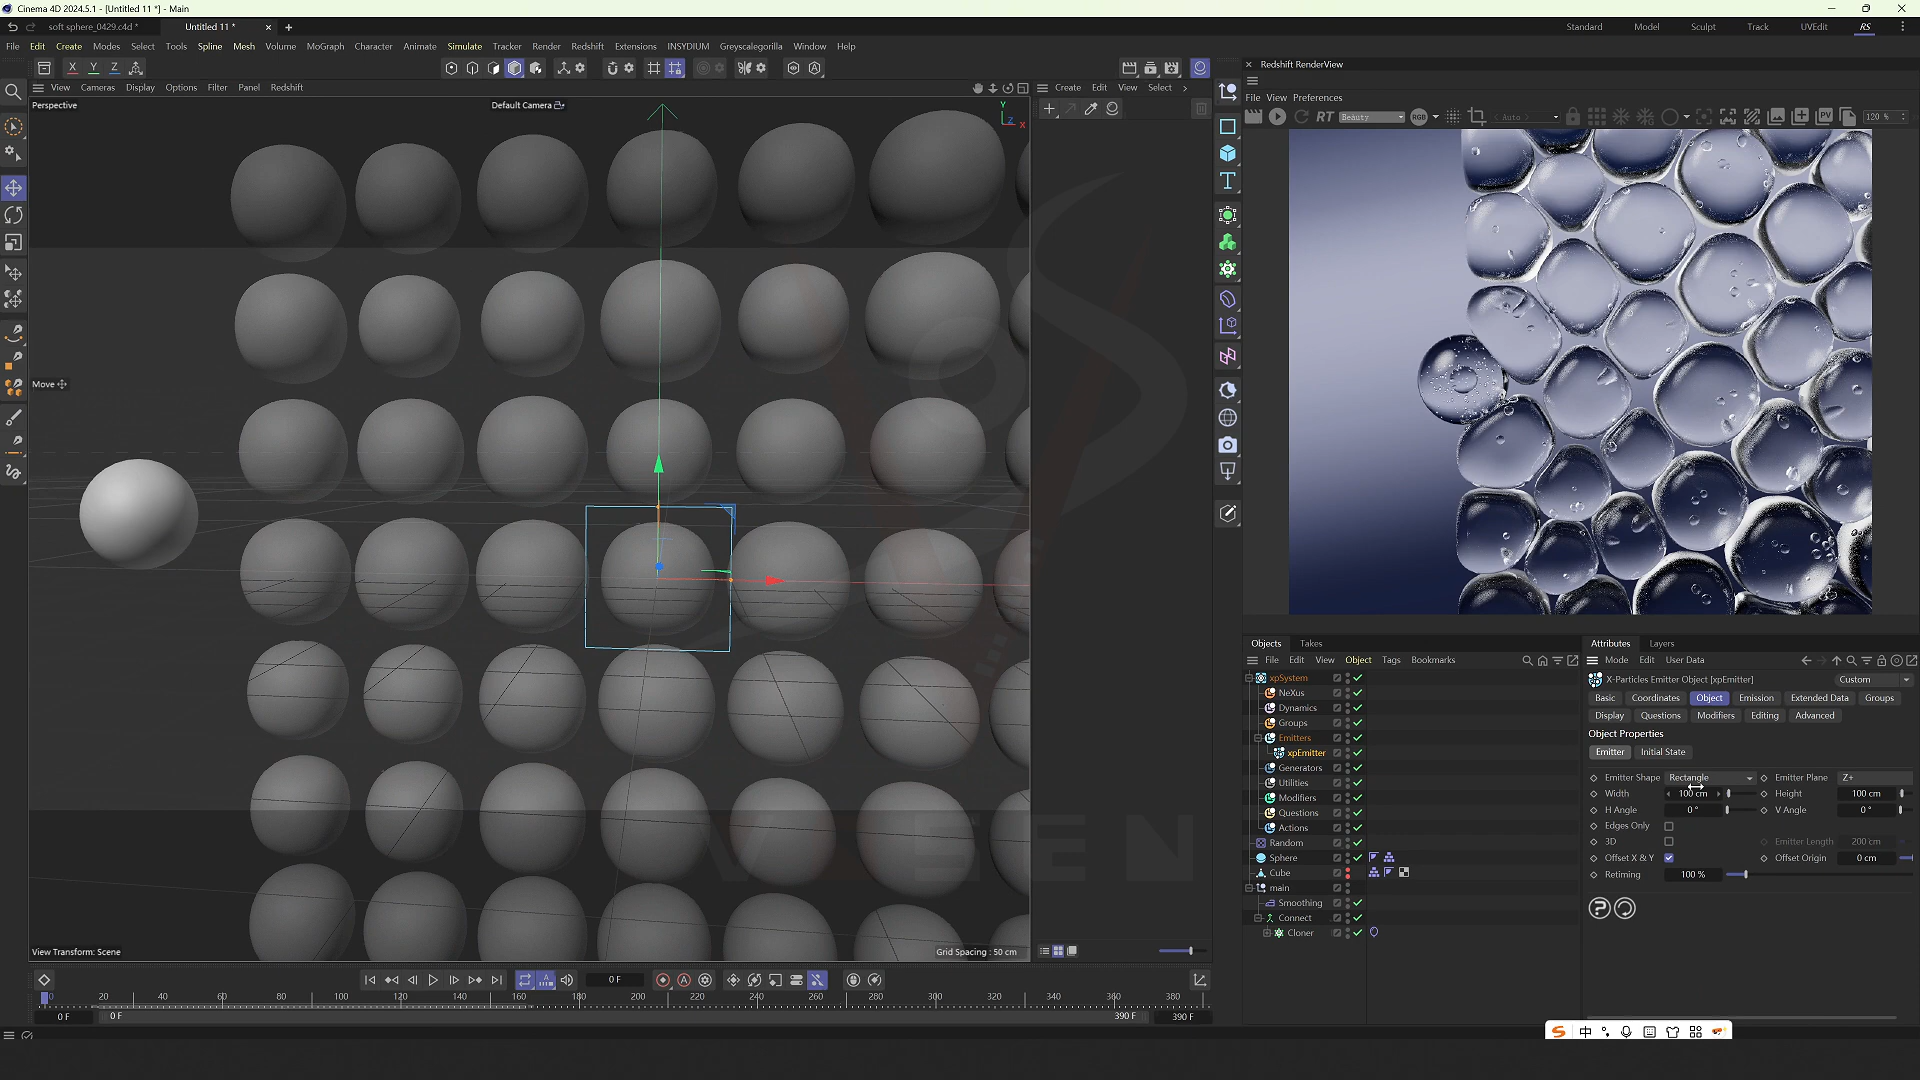 Cinema 4D 2024.5.1 - [Untitled 11 *] - Main
soft sphere_0429.c4d *
Untitled 11 *
Standard Model Sculpt Track UVEdit RS
File Edit Create Modes Select Tools Spline Mesh Volume MoGraph Character Animate Simulate Tracker Render Redshift Extensions INSYDIUM Greyscalegorilla Window Help
X Y Z
View Cameras Display Options Filter Panel Redshift
Perspective
Default Camera
Y
Z
X
Create Edit View Select
Redshift RenderView
File View Preferences
RT Beauty RGB < Auto > PV 120 %
Move
View Transform: Scene
Grid Spacing : 50 cm
Objects Takes
File Edit View Object Tags Bookmarks
xpSystem
NeXus
Dynamics
Groups
Emitters
xpEmitter
Generators
Utilities
Modifiers
Questions
Actions
Random
Sphere
Cube
main
Smoothing
Connect
Cloner
Attributes Layers
Mode Edit User Data
X-Particles Emitter Object [xpEmitter]
Custom
Basic Coordinates Object Emission Extended Data Groups
Display Questions Modifiers Editing Advanced
Object Properties
Emitter Initial State
Emitter Shape Rectangle Emitter Plane Z+
Width 100 cm Height 100 cm
H Angle 0 ° V Angle 0 °
Edges Only
3D Emitter Length 200 cm
Offset X & Y Offset Origin 0 cm
Retiming 100 %
0 F
0 20 40 60 80 100 120 140 160 180 200 220 240 260 280 300 320 340 360 380
0 F 0 F 390 F 390 F
中